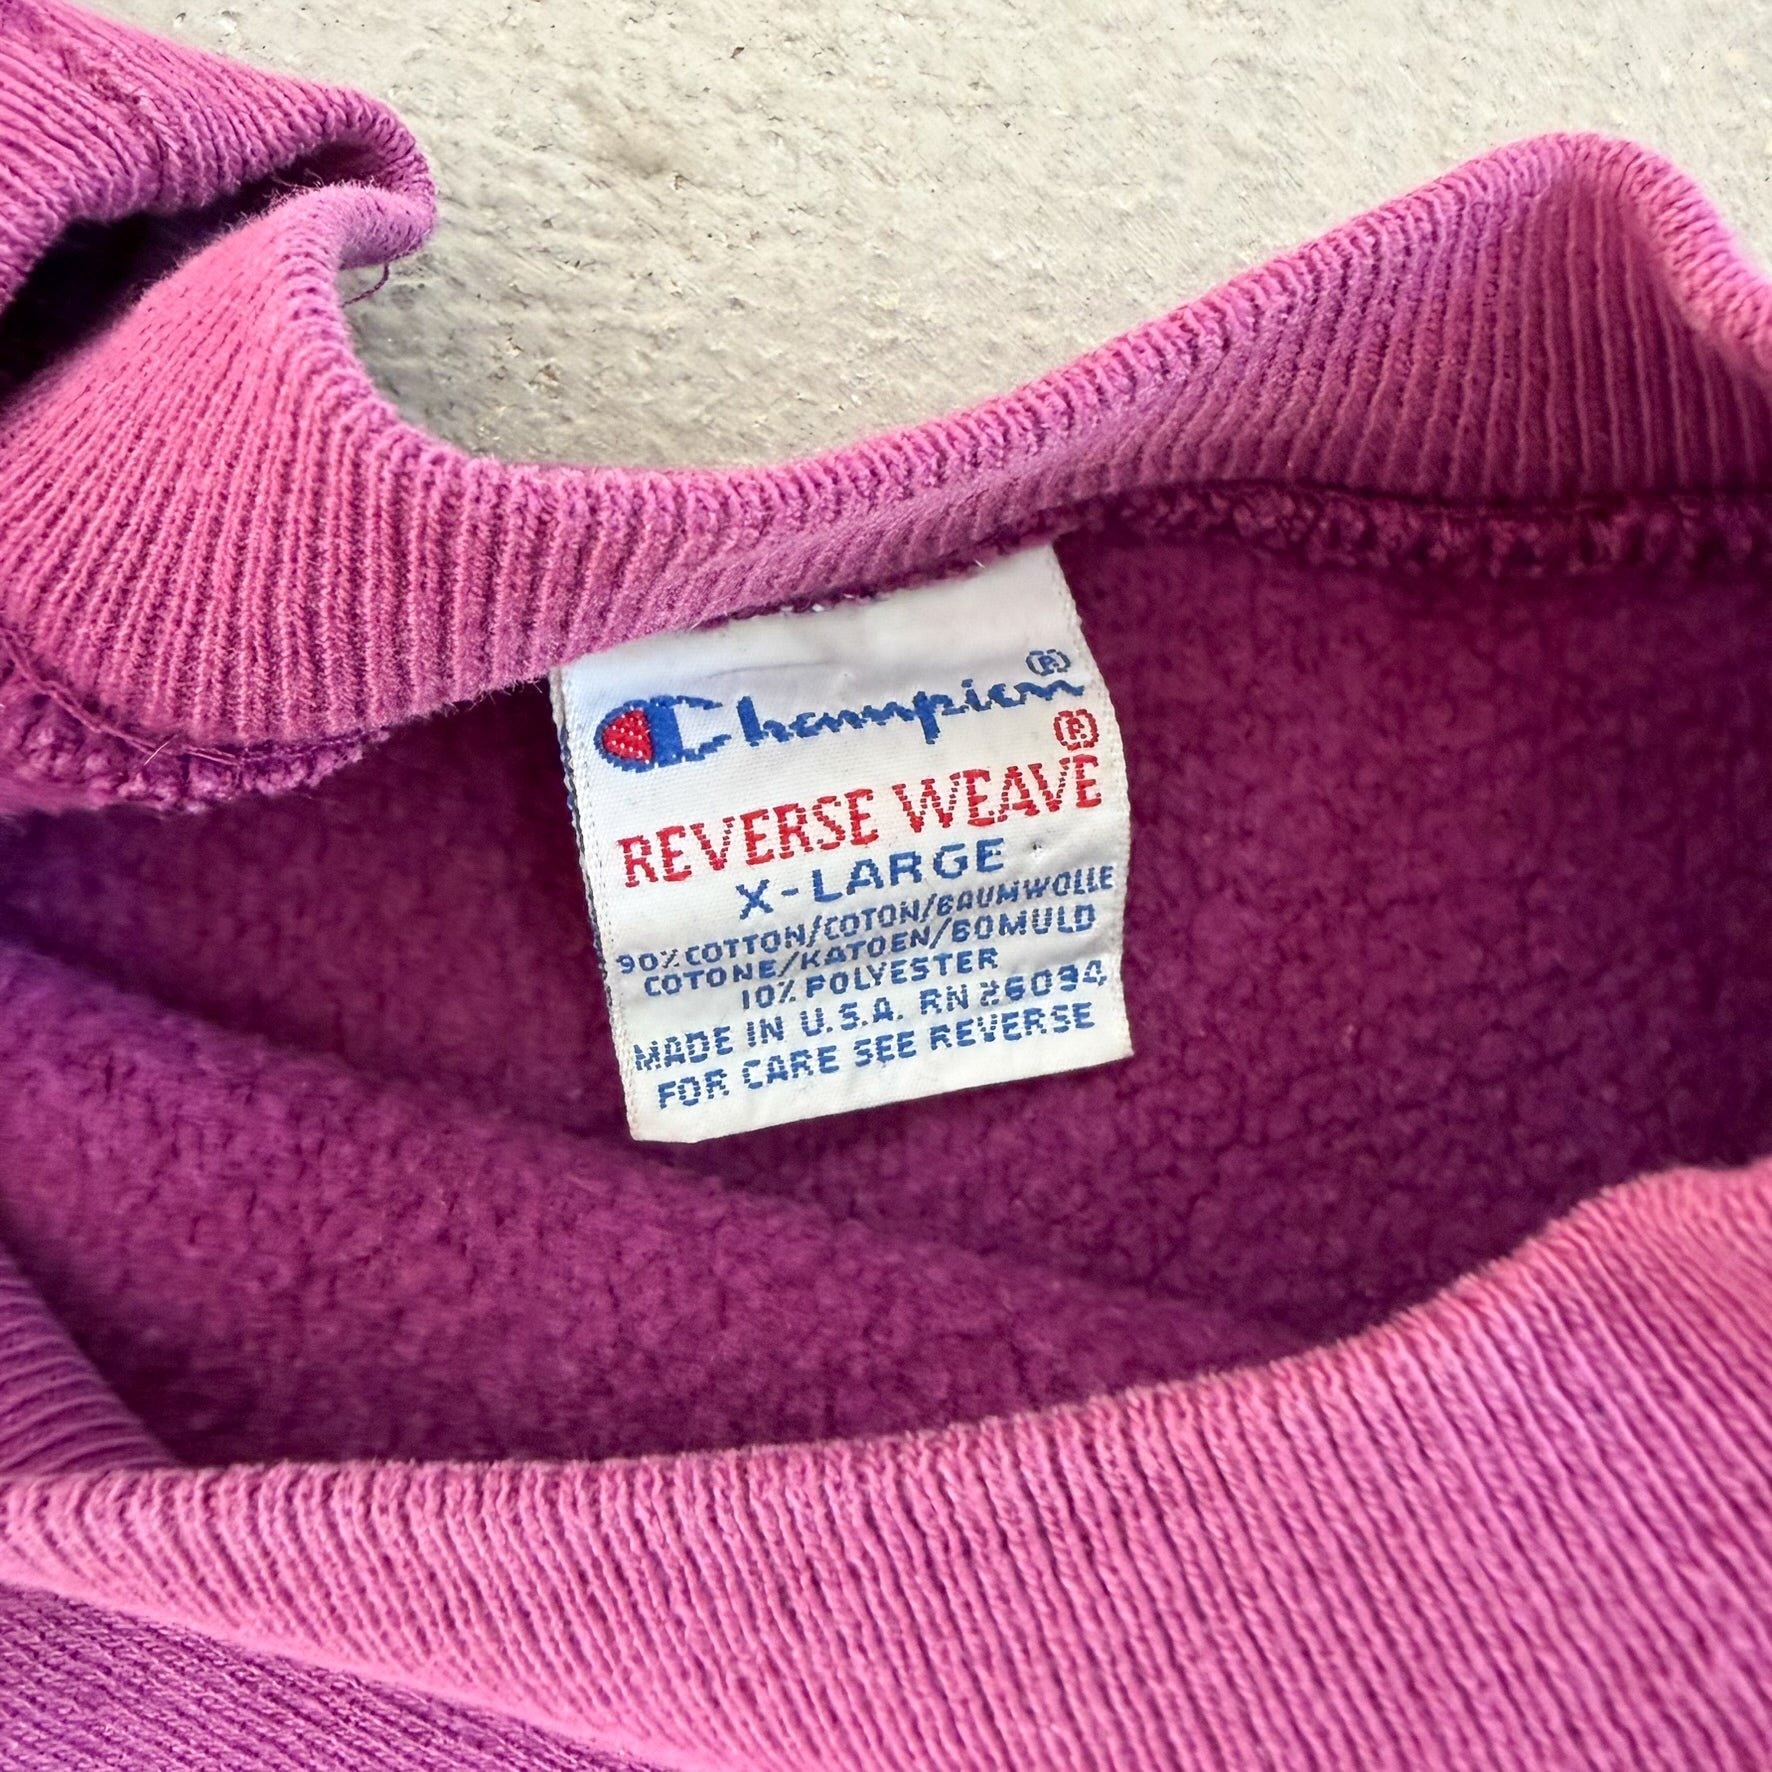 Champion®
REVERSE WEAVE®
X-LARGE
90% COTTON/COTON/BAUMWOLLE
COTONE/KATOEN/BOMULD
10% POLYESTER
MADE IN U.S.A. RN 26094
FOR CARE SEE REVERSE